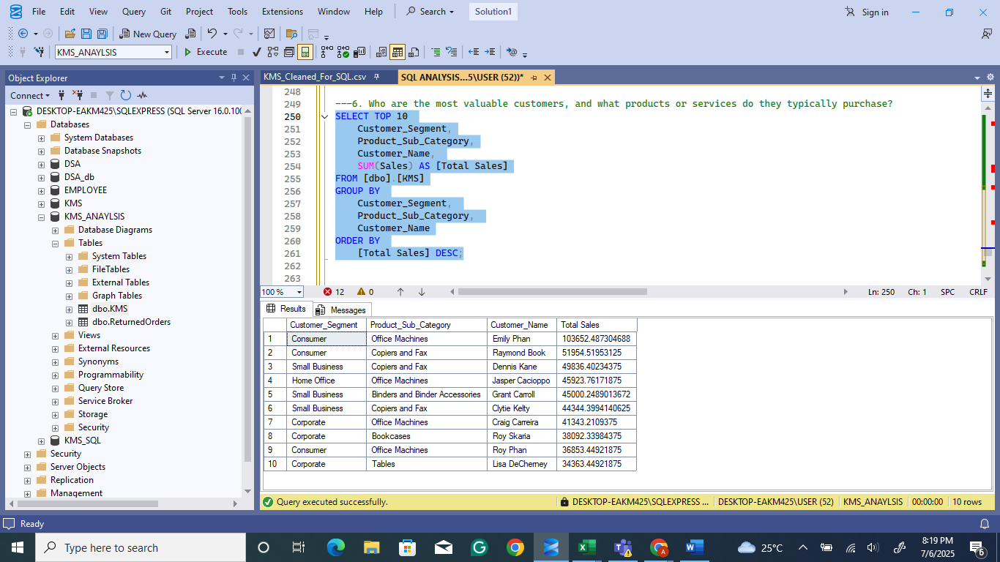 File Edit View Query Git Project Tools Extensions Window Help Search Solution1 Sign in
New Query
KMS_ANAYLSIS Execute
Object Explorer
Connect
DESKTOP-EAKM425\SQLEXPRESS (SQL Server 16.0.100
Databases
System Databases
Database Snapshots
DSA
DSA_db
EMPLOYEE
KMS
KMS_ANAYLSIS
Database Diagrams
Tables
System Tables
FileTables
External Tables
Graph Tables
dbo.KMS
dbo.ReturnedOrders
Views
External Resources
Synonyms
Programmability
Query Store
Service Broker
Storage
Security
KMS_SQL
Security
Server Objects
Replication
Management
KMS_Cleaned_For_SQL.csv SQL ANALYSIS...5\USER (52))*
248
249 ---6. Who are the most valuable customers, and what products or services do they typically purchase?
250 SELECT TOP 10
251 Customer_Segment,
252 Product_Sub_Category,
253 Customer_Name,
254 SUM(Sales) AS [Total Sales]
255 FROM [dbo].[KMS]
256 GROUP BY
257 Customer_Segment,
258 Product_Sub_Category,
259 Customer_Name
260 ORDER BY
261 [Total Sales] DESC;
262
263
100 % 12 0 Ln: 250 Ch: 1 SPC CRLF
Results Messages
Customer_Segment Product_Sub_Category Customer_Name Total Sales
1 Consumer Office Machines Emily Phan 103652.487304688
2 Consumer Copiers and Fax Raymond Book 51954.51953125
3 Small Business Copiers and Fax Dennis Kane 49836.40234375
4 Home Office Office Machines Jasper Cacioppo 45923.76171875
5 Small Business Binders and Binder Accessories Grant Carroll 45000.2489013672
6 Small Business Copiers and Fax Clytie Kelty 44344.3994140625
7 Corporate Office Machines Craig Carreira 41343.2109375
8 Corporate Bookcases Roy Skaria 38092.33984375
9 Consumer Office Machines Roy Phan 36853.44921875
10 Corporate Tables Lisa DeCherney 34363.44921875
Query executed successfully. DESKTOP-EAKM425\SQLEXPRESS ... DESKTOP-EAKM425\USER (52) KMS_ANAYLSIS 00:00:00 10 rows
Ready
Type here to search 25°C 8:19 PM
7/6/2025 6